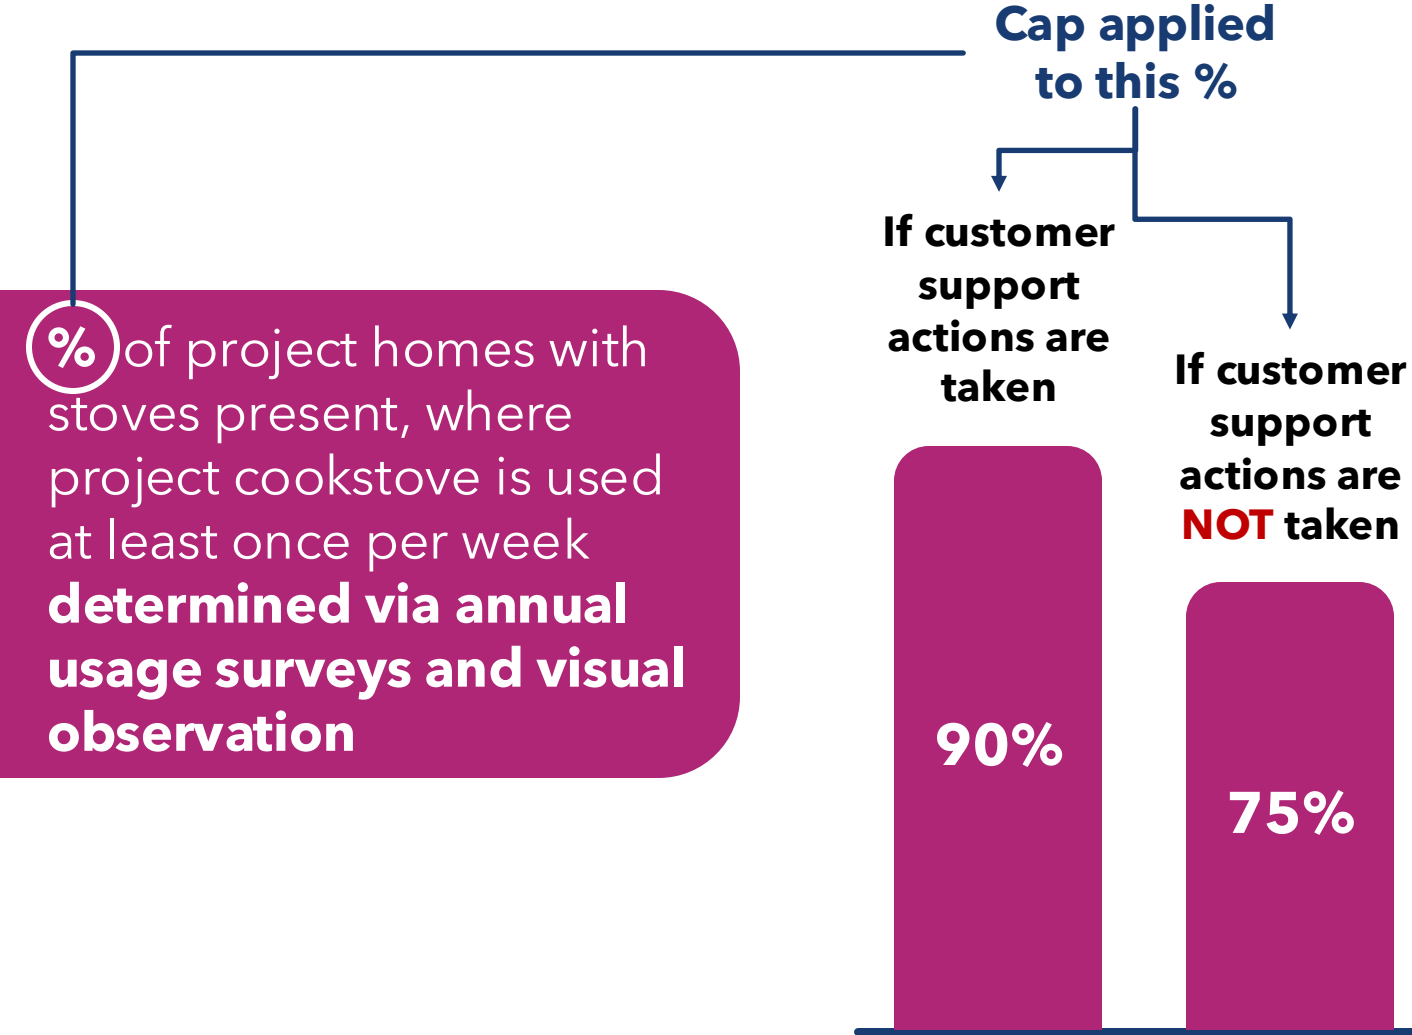 Cap applied
to this %
If customer
support
actions are
taken
If customer
support
actions are
NOT taken
% of project homes with
stoves present, where
project cookstove is used
at least once per week
determined via annual
usage surveys and visual
observation
90%
75%